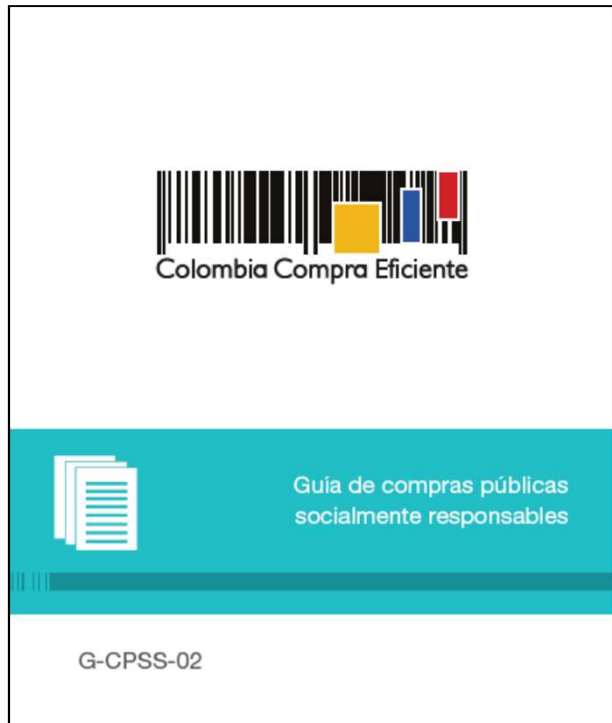 Colombia Compra Eficiente
Guía de compras públicas
socialmente responsables
G-CPSS-02